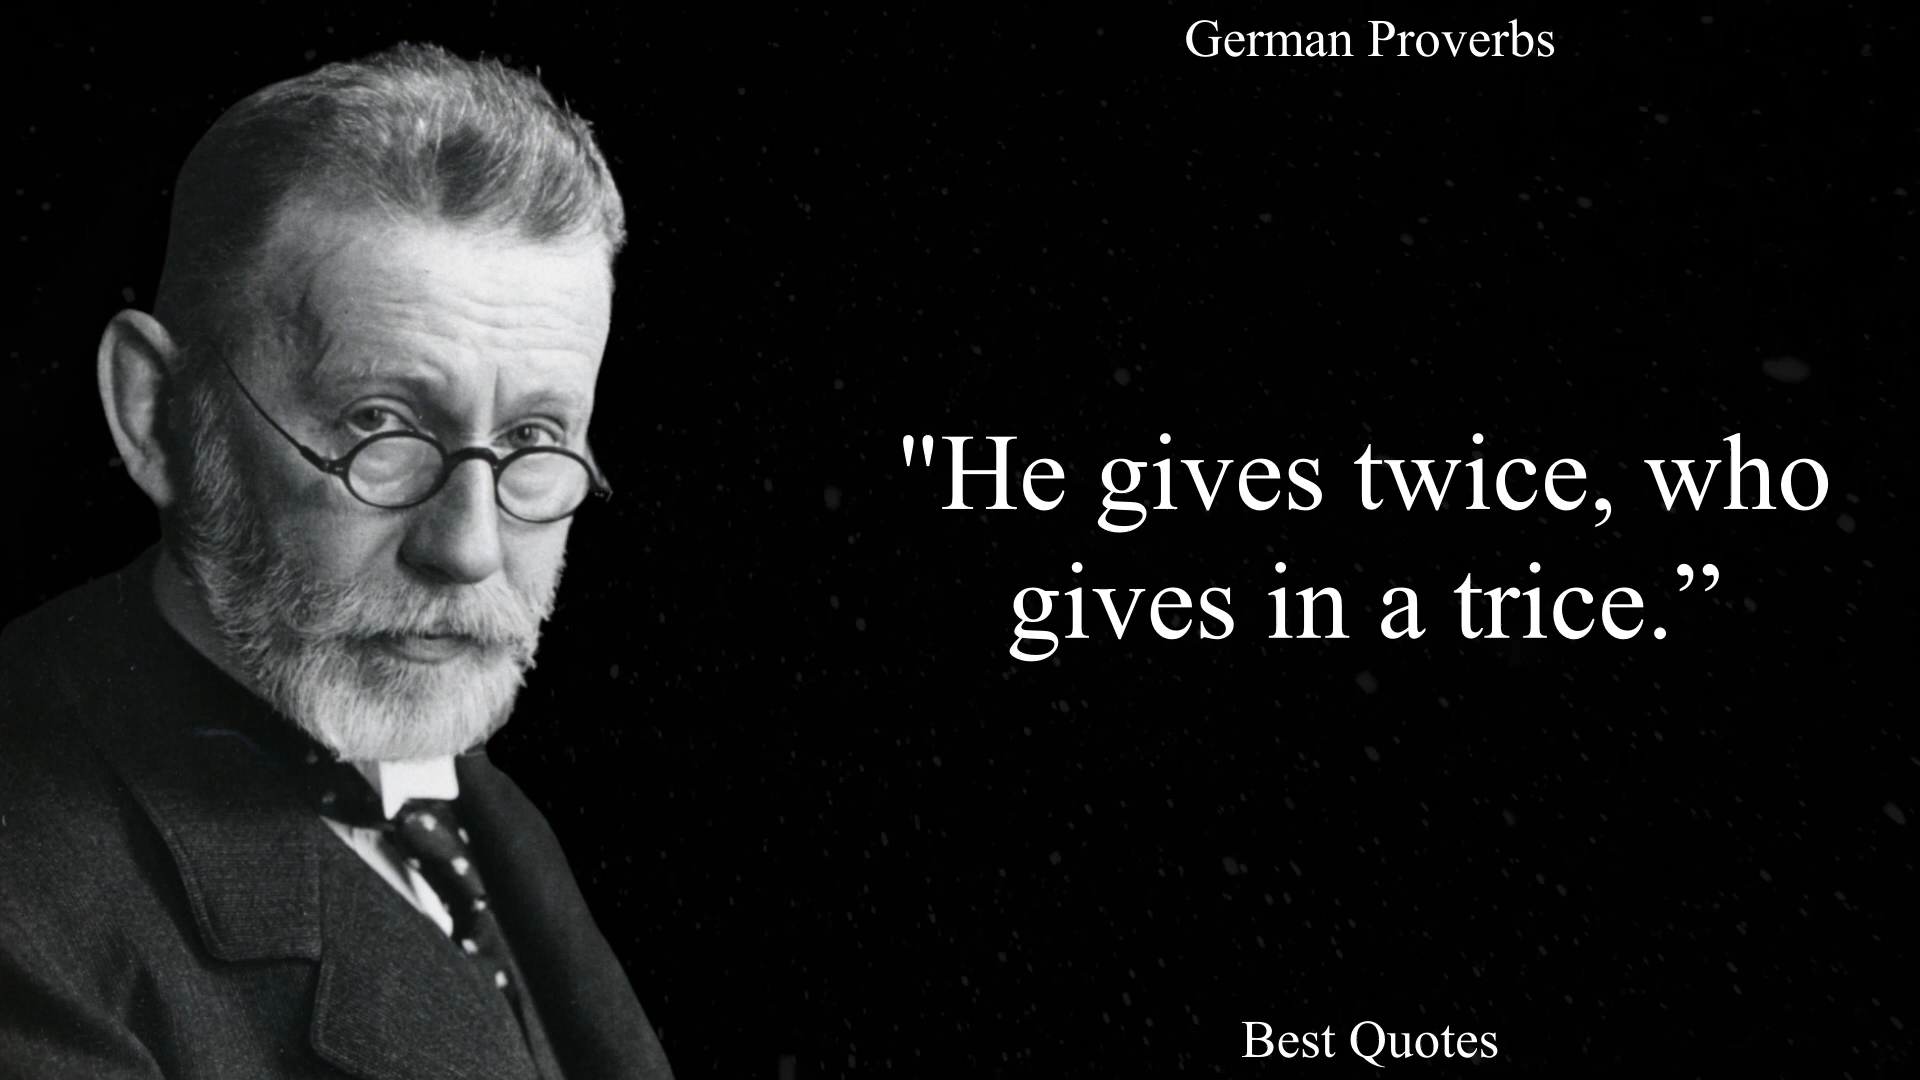 German Proverbs
"He gives twice, who
gives in a trice.”
Best Quotes